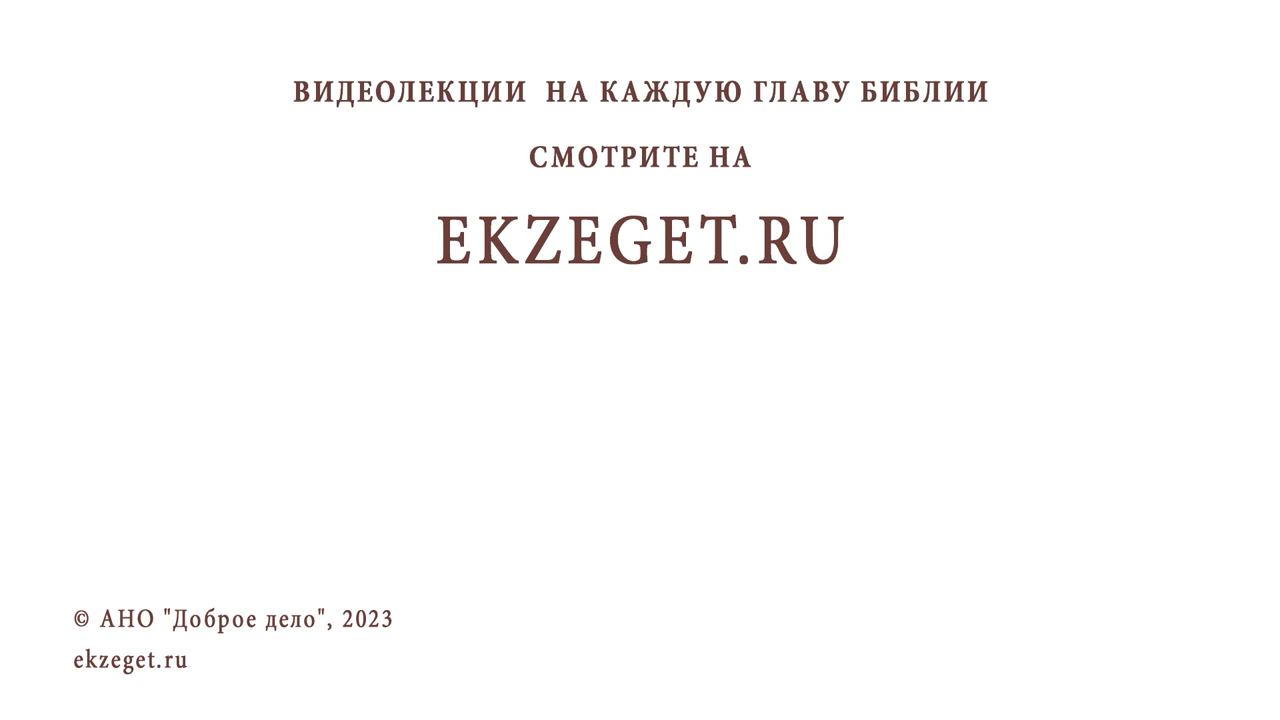 ВИДЕОЛЕКЦИИ НА КАЖДУЮ ГЛАВУ БИБЛИИ
СМОТРИТЕ НА
EKZEGET.RU
© АНО "Доброе дело", 2023
ekzeget.ru